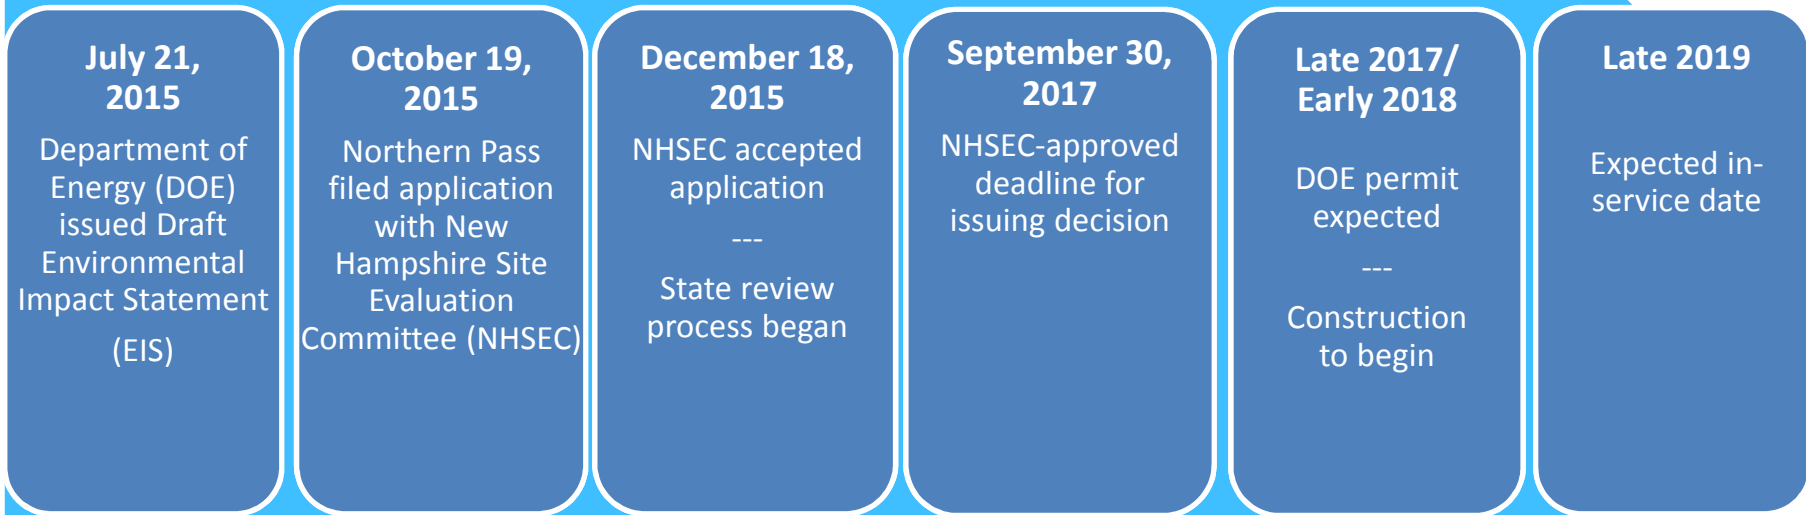 July 21,
2015
Department of
Energy (DOE)
issued Draft
Environmental
Impact Statement
(EIS)
October 19,
2015
Northern Pass
filed application
with New
Hampshire Site
Evaluation
Committee (NHSEC)
December 18,
2015
NHSEC accepted
application
---
State review
process began
September 30,
2017
NHSEC-approved
deadline for
issuing decision
Late 2017/
Early 2018
DOE permit
expected
---
Construction
to begin
Late 2019
Expected in-
service date